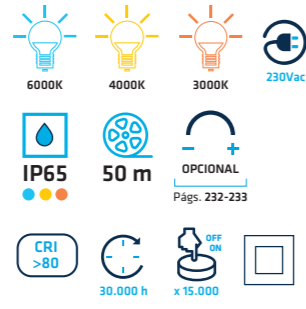 6000K
4000K
3000K
230Vac
IP65
50 m
- +
OPCIONAL
Págs. 232-233
CRI
>80
30.000 h
OFF
ON
x 15.000